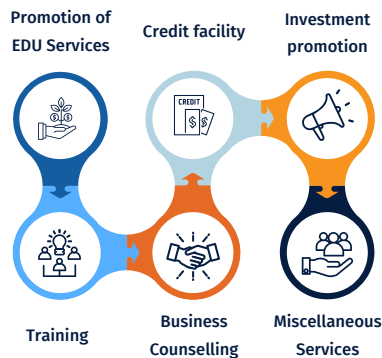 Promotion of
EDU Services
Credit facility
Investment
promotion
CREDIT
$ $
$
$
Training
Business
Counselling
Miscellaneous
Services